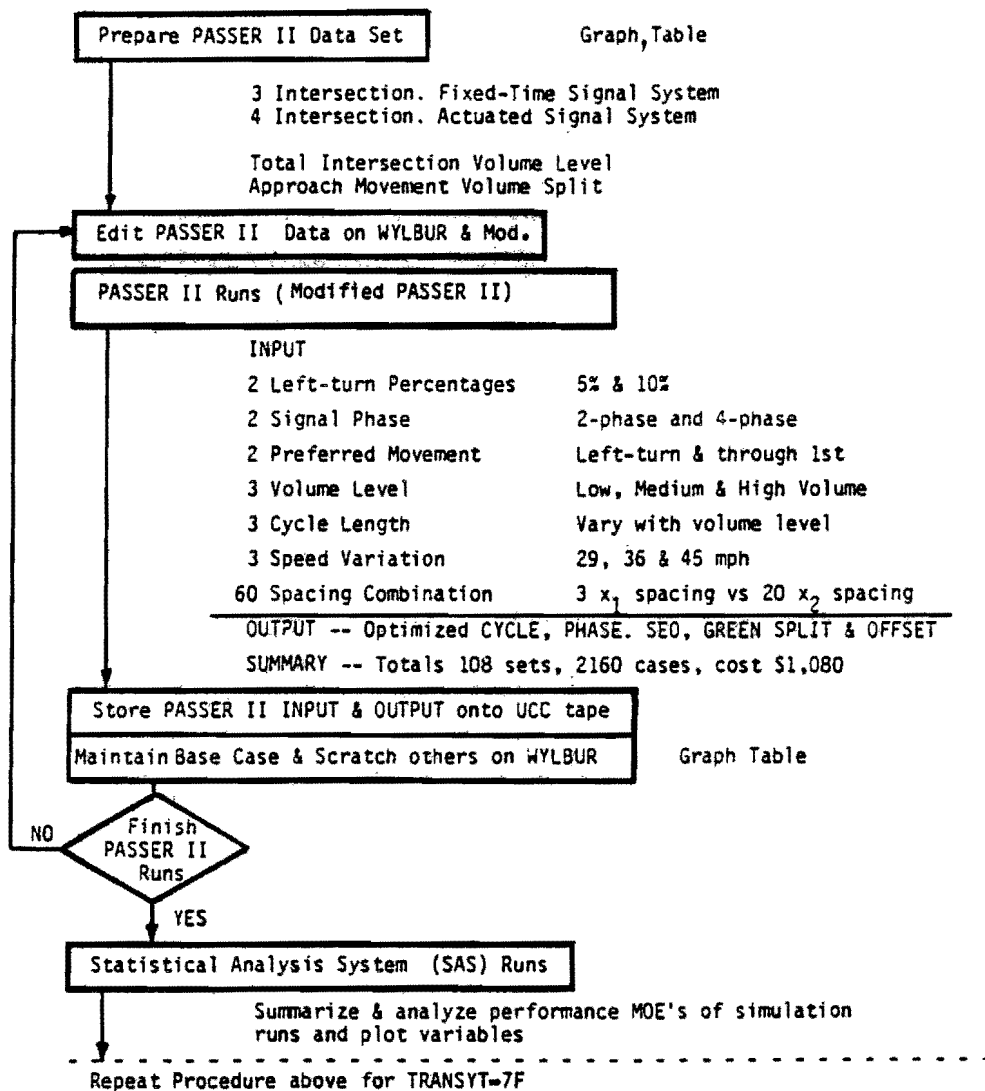 Prepare PASSER II Data Set
Graph, Table
3 Intersection. Fixed-Time Signal System
4 Intersection. Actuated Signal System
Total Intersection Volume Level
Approach Movement Volume Split
Edit PASSER II Data on WYLBUR & Mod.
PASSER II Runs (Modified PASSER II)
INPUT
2 Left-turn Percentages 5% & 10%
2 Signal Phase 2-phase and 4-phase
2 Preferred Movement Left-turn & through 1st
3 Volume Level Low, Medium & High Volume
3 Cycle Length Vary with volume level
3 Speed Variation 29, 36 & 45 mph
60 Spacing Combination 3 x1 spacing vs 20 x2 spacing
OUTPUT -- Optimized CYCLE, PHASE. SEO, GREEN SPLIT & OFFSET
SUMMARY -- Totals 108 sets, 2160 cases, cost $1,080
Store PASSER II INPUT & OUTPUT onto UCC tape
Maintain Base Case & Scratch others on WYLBUR
Graph Table
NO
Finish
PASSER II
Runs
YES
Statistical Analysis System (SAS) Runs
Summarize & analyze performance MOE's of simulation
runs and plot variables
Repeat Procedure above for TRANSYT-7F